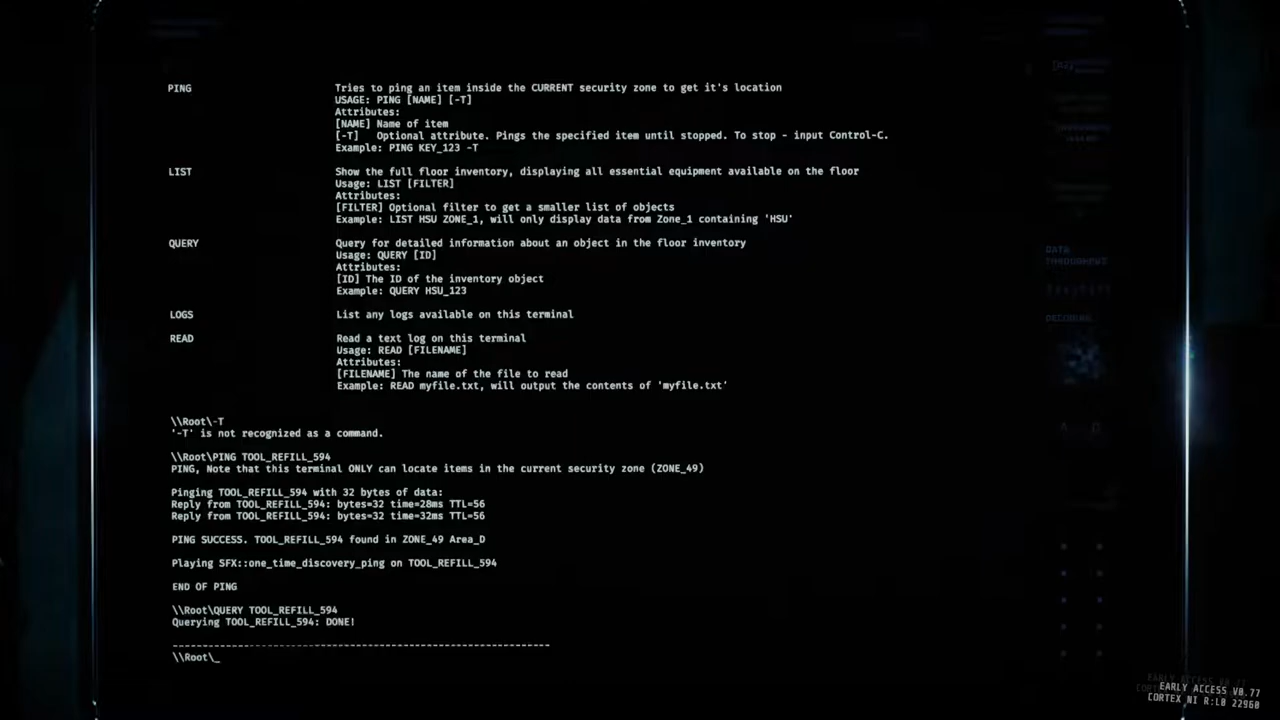 PING Tries to ping an item inside the CURRENT security zone to get it's location
USAGE: PING [NAME] [-T]
Attributes:
[NAME] Name of item
[-T] Optional attribute. Pings the specified item until stopped. To stop - input Control-C.
Example: PING KEY_123 -T
LIST Show the full floor inventory, displaying all essential equipment available on the floor
Usage: LIST [FILTER]
Attributes:
[FILTER] Optional filter to get a smaller list of objects
Example: LIST HSU ZONE_1, will only display data from Zone_1 containing 'HSU'
QUERY Query for detailed information about an object in the floor inventory
Usage: QUERY [ID]
Attributes:
[ID] The ID of the inventory object
Example: QUERY HSU_123
LOGS List any logs available on this terminal
READ Read a text log on this terminal
Usage: READ [FILENAME]
Attributes:
[FILENAME] The name of the file to read
Example: READ myfile.txt, will output the contents of 'myfile.txt'
\\Root\-T
'-T' is not recognized as a command.
\\Root\PING TOOL_REFILL_594
PING, Note that this terminal ONLY can locate items in the current security zone (ZONE_49)
Pinging TOOL_REFILL_594 with 32 bytes of data:
Reply from TOOL_REFILL_594: bytes=32 time=28ms TTL=56
Reply from TOOL_REFILL_594: bytes=32 time=32ms TTL=56
PING SUCCESS. TOOL_REFILL_594 found in ZONE_49 Area_D
Playing SFX::one_time_discovery_ping on TOOL_REFILL_594
END OF PING
\\Root\QUERY TOOL_REFILL_594
Querying TOOL_REFILL_594: DONE!
----------------------------------------------------------------
\\Root\_
DATA
THROUGHPUT
DECODING
EARLY ACCESS V0.77
CORTEX NI R:L0 22960